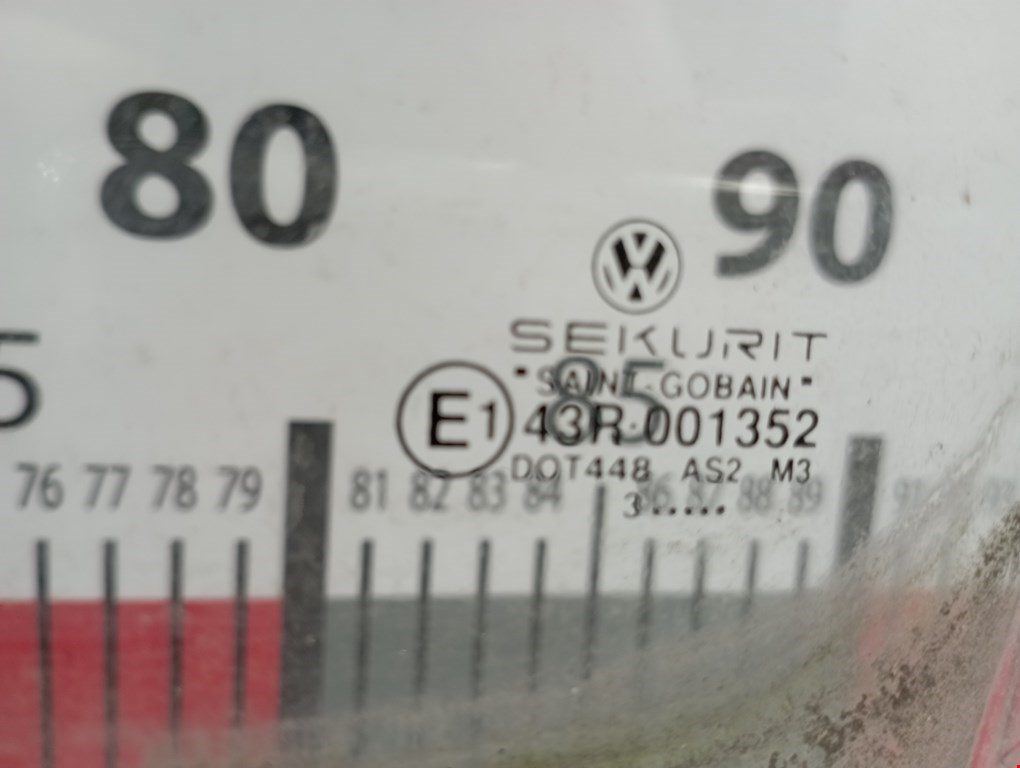 80 90
5
SEKURIT
"SAINT-GOBAIN"
85
E1 43R-001352
DOT448 AS2 M3
76 77 78 79 81 82 83 84 86 87 88 89 91
3.....